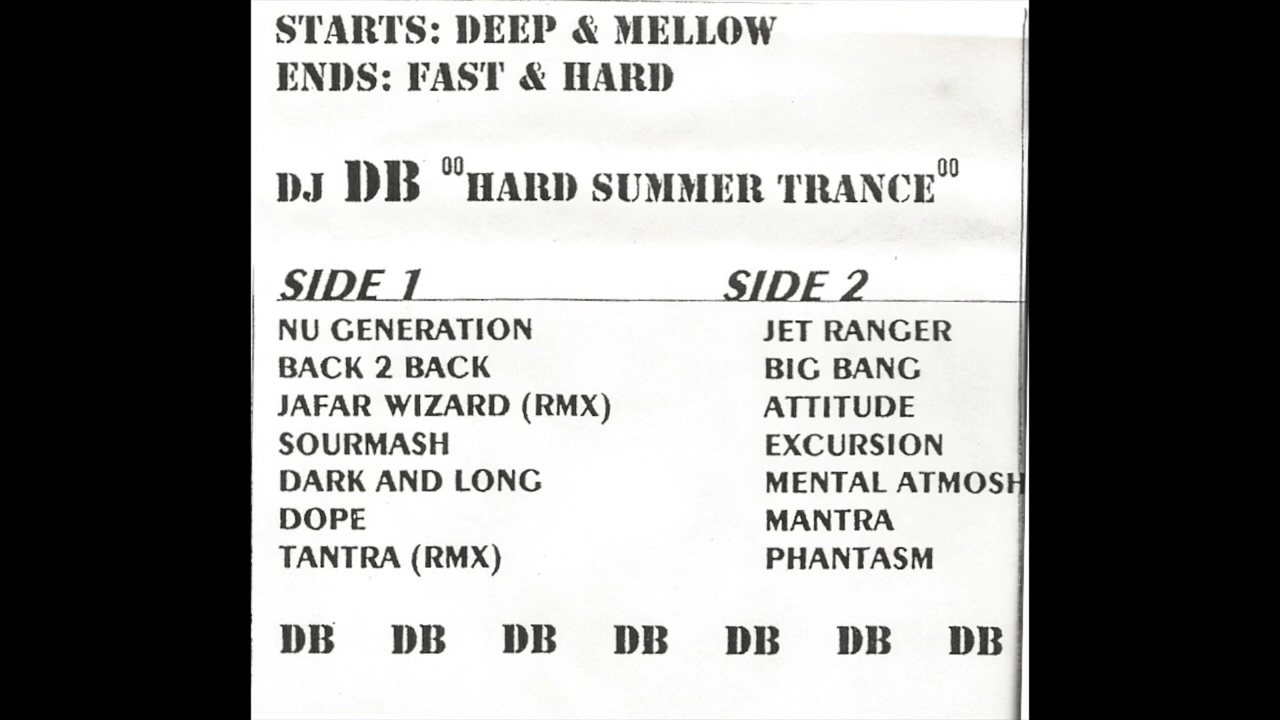 STARTS: DEEP & MELLOW
ENDS: FAST & HARD
DJ DB "HARD SUMMER TRANCE"
SIDE 1
NU GENERATION
BACK 2 BACK
JAFAR WIZARD (RMX)
SOURMASH
DARK AND LONG
DOPE
TANTRA (RMX)
SIDE 2
JET RANGER
BIG BANG
ATTITUDE
EXCURSION
MENTAL ATMOSH
MANTRA
PHANTASM
DB DB DB DB DB DB DB